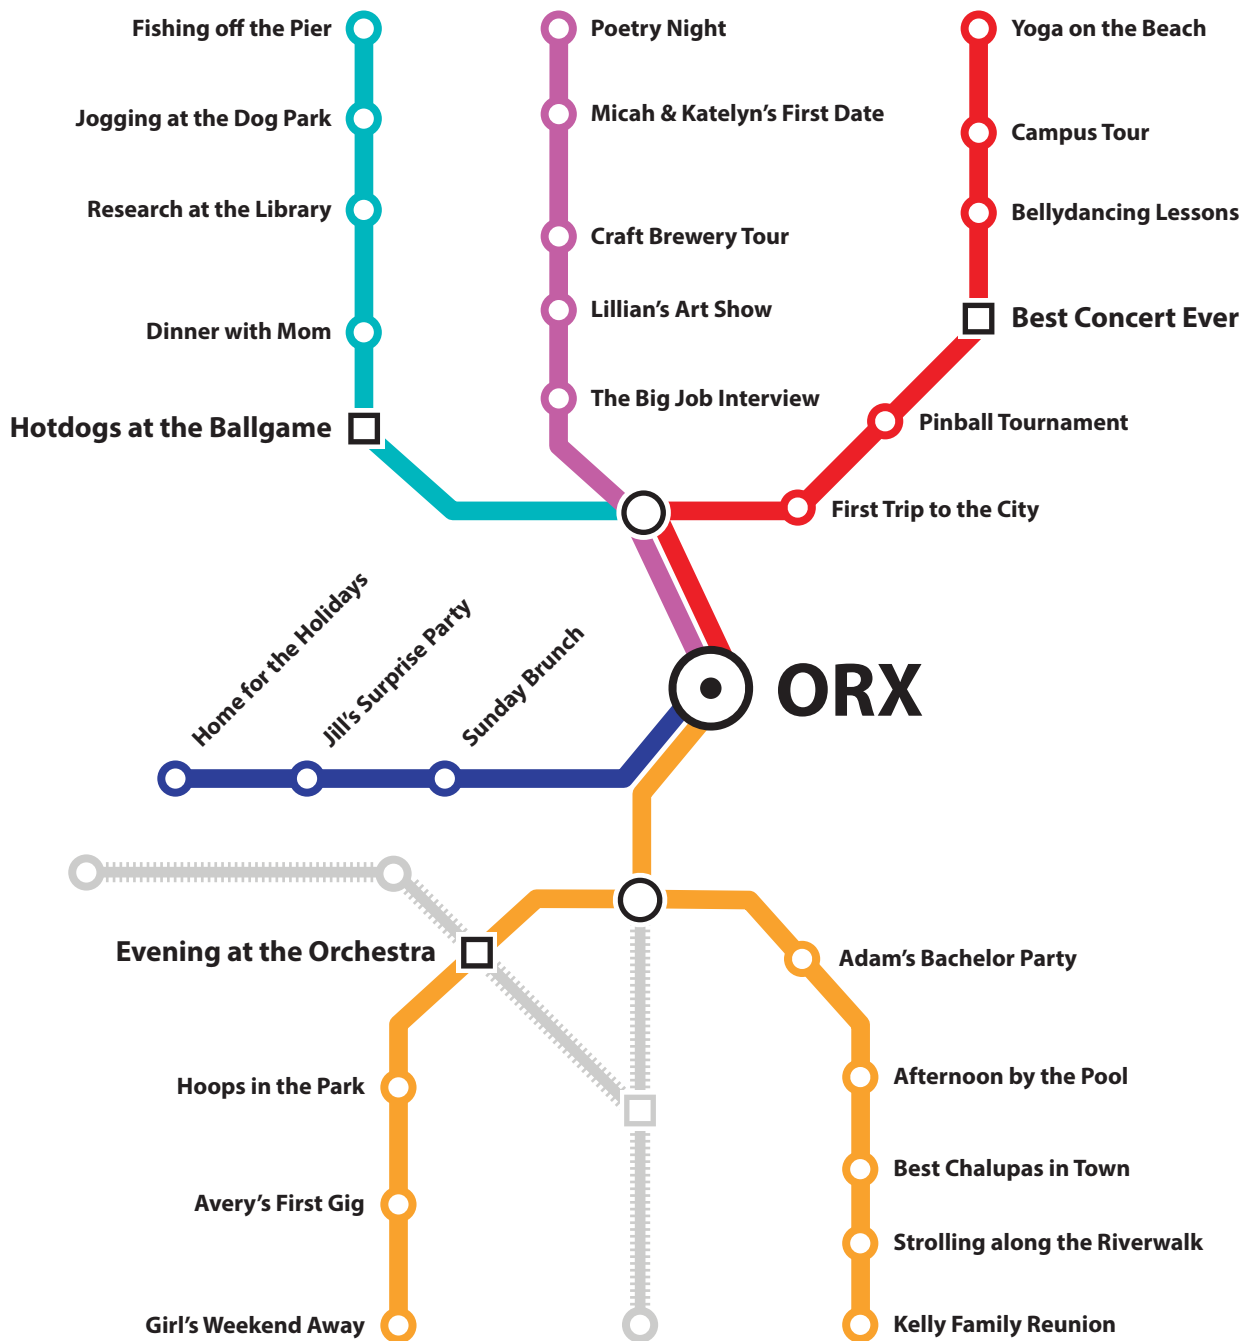 Fishing off the Pier
Poetry Night
Yoga on the Beach
Jogging at the Dog Park
Micah & Katelyn’s First Date
Campus Tour
Research at the Library
Craft Brewery Tour
Bellydancing Lessons
Dinner with Mom
Lillian’s Art Show
Best Concert Ever
Hotdogs at the Ballgame
The Big Job Interview
Pinball Tournament
First Trip to the City
Home for the Holidays
Jill’s Surprise Party
Sunday Brunch
ORX
Evening at the Orchestra
Adam’s Bachelor Party
Hoops in the Park
Afternoon by the Pool
Avery’s First Gig
Best Chalupas in Town
Strolling along the Riverwalk
Girl’s Weekend Away
Kelly Family Reunion